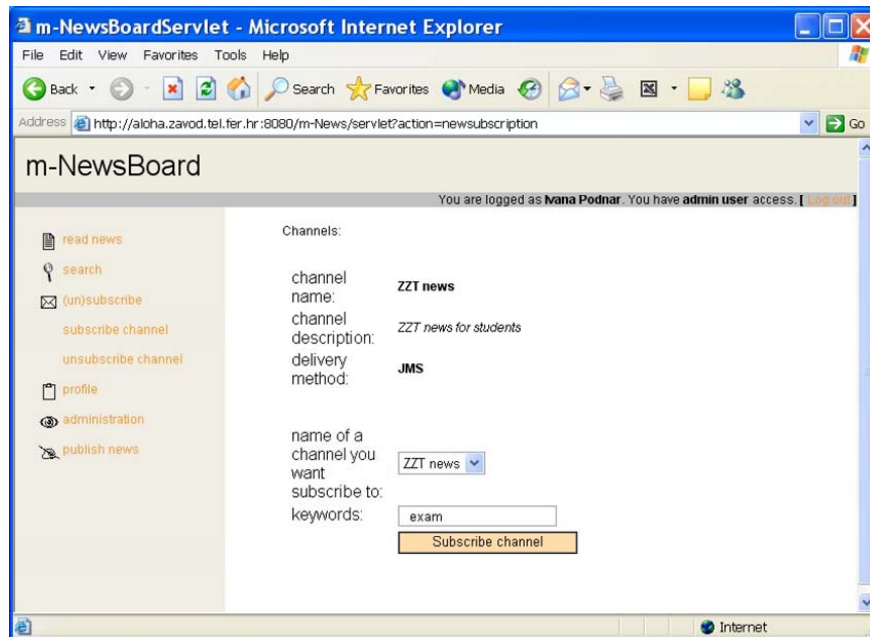 m-NewsBoardServlet - Microsoft Internet Explorer
File Edit View Favorites Tools Help
Back Search Favorites Media
Address http://aloha.zavod.tel.fer.hr:8080/m-News/servlet?action=newsubscription Go
m-NewsBoard
You are logged as Ivana Podnar. You have admin user access. [ Log out ]
read news
search
(un)subscribe
subscribe channel
unsubscribe channel
profile
administration
publish news
Channels:
channel
name:
ZZT news
channel
description:
ZZT news for students
delivery
method:
JMS
name of a
channel you
want
subscribe to:
ZZT news
keywords:
exam
Subscribe channel
Internet